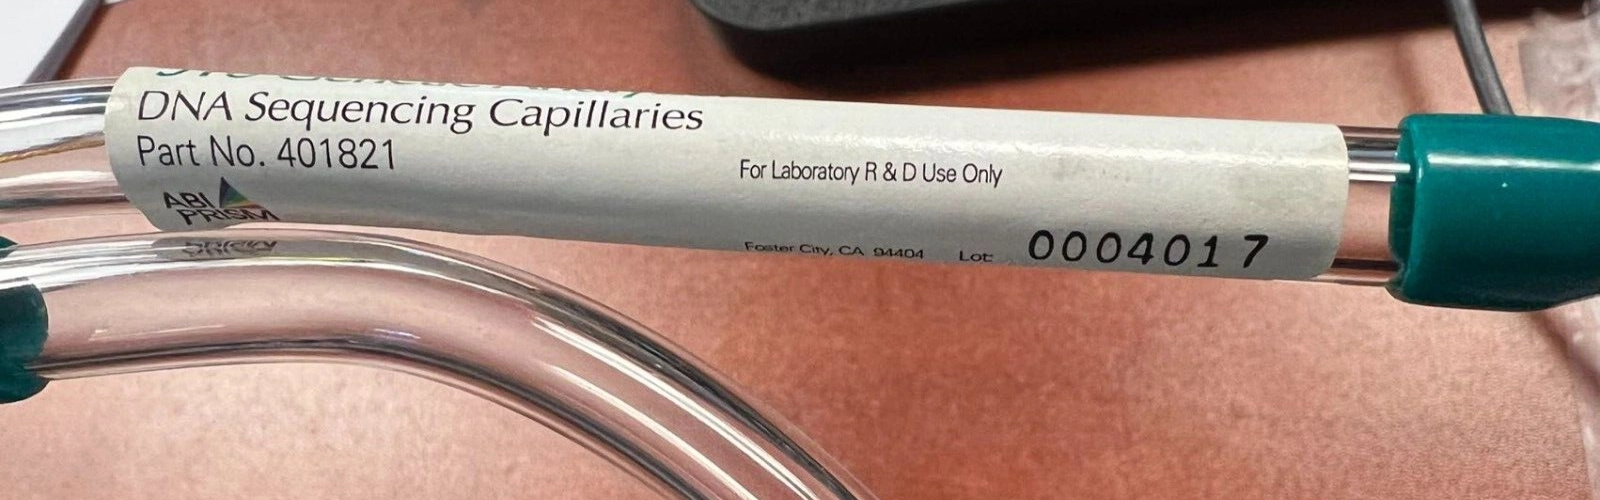 DNA Sequencing Capillaries
Part No. 401821
For Laboratory R & D Use Only
ABI
PRISM
Foster City, CA 94404 Lot: 0004017